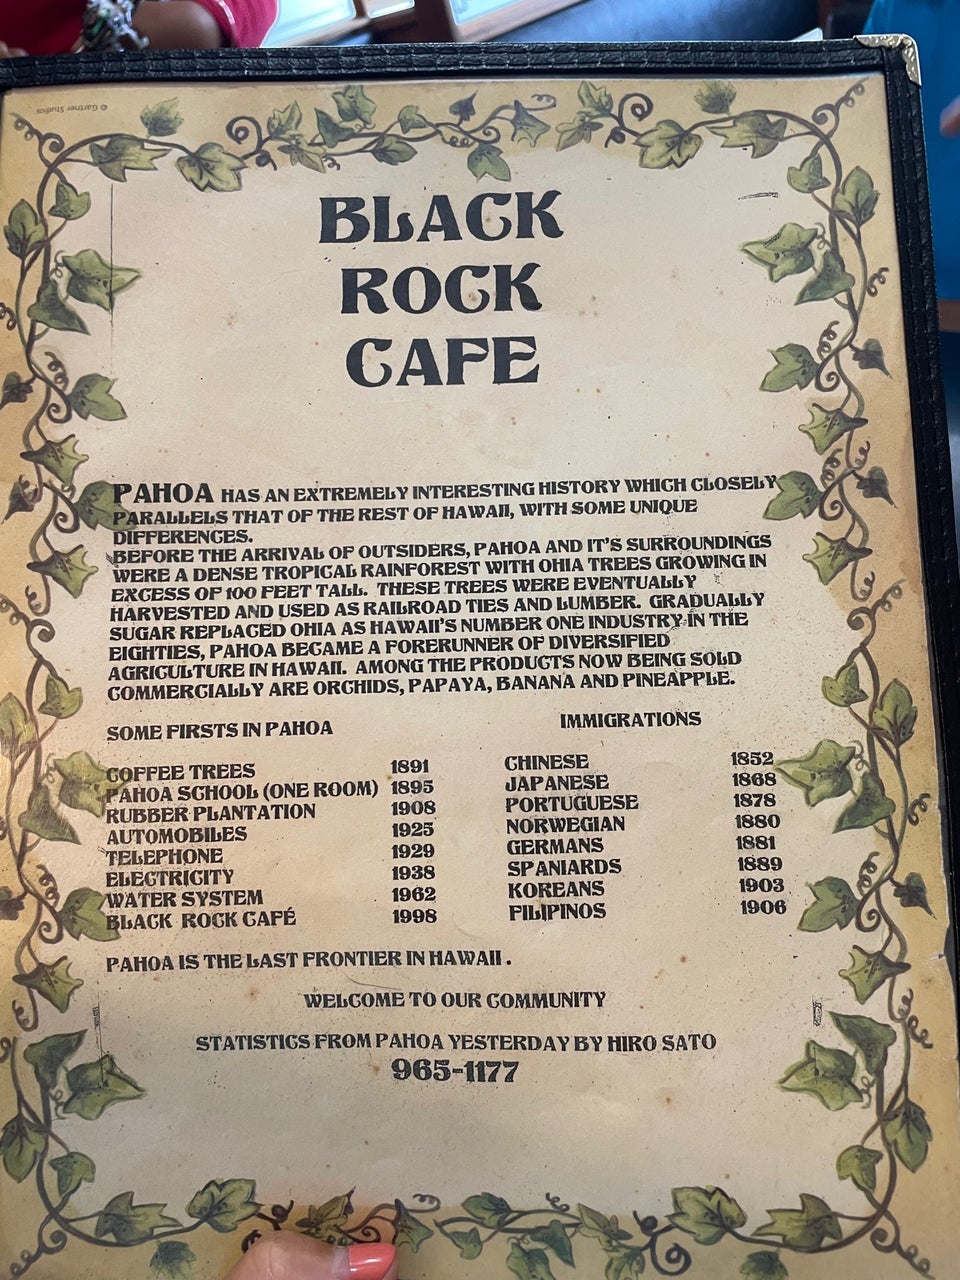 © Gartner Studios
BLACK
ROCK
CAFE
PAHOA HAS AN EXTREMELY INTERESTING HISTORY WHICH CLOSELY
PARALLELS THAT OF THE REST OF HAWAII, WITH SOME UNIQUE
DIFFERENCES.
BEFORE THE ARRIVAL OF OUTSIDERS, PAHOA AND IT'S SURROUNDINGS
WERE A DENSE TROPICAL RAINFOREST WITH OHIA TREES GROWING IN
EXCESS OF 100 FEET TALL. THESE TREES WERE EVENTUALLY
HARVESTED AND USED AS RAILROAD TIES AND LUMBER. GRADUALLY
SUGAR REPLACED OHIA AS HAWAII'S NUMBER ONE INDUSTRY IN THE
EIGHTIES, PAHOA BECAME A FORERUNNER OF DIVERSIFIED
AGRICULTURE IN HAWAII. AMONG THE PRODUCTS NOW BEING SOLD
COMMERCIALLY ARE ORCHIDS, PAPAYA, BANANA AND PINEAPPLE.
SOME FIRSTS IN PAHOA
COFFEE TREES 1891
PAHOA SCHOOL (ONE ROOM) 1895
RUBBER PLANTATION 1908
AUTOMOBILES 1925
TELEPHONE 1929
ELECTRICITY 1938
WATER SYSTEM 1962
BLACK ROCK CAFÉ 1998
IMMIGRATIONS
CHINESE 1852
JAPANESE 1868
PORTUGUESE 1878
NORWEGIAN 1880
GERMANS 1881
SPANIARDS 1889
KOREANS 1903
FILIPINOS 1906
PAHOA IS THE LAST FRONTIER IN HAWAII .
WELCOME TO OUR COMMUNITY
STATISTICS FROM PAHOA YESTERDAY BY HIRO SATO
965-1177